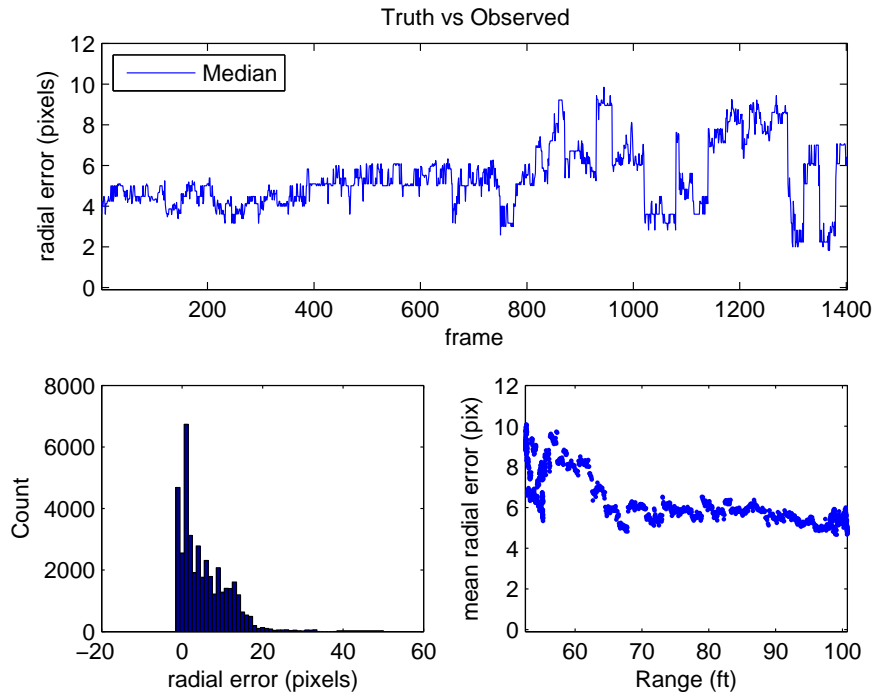 Truth vs Observed
12
10
8
6
4
2
0
radial error (pixels)
Median
200 400 600 800 1000 1200 1400
frame
8000
6000
4000
2000
0
Count
−20 0 20 40 60
radial error (pixels)
12
10
8
6
4
2
0
mean radial error (pix)
60 70 80 90 100
Range (ft)